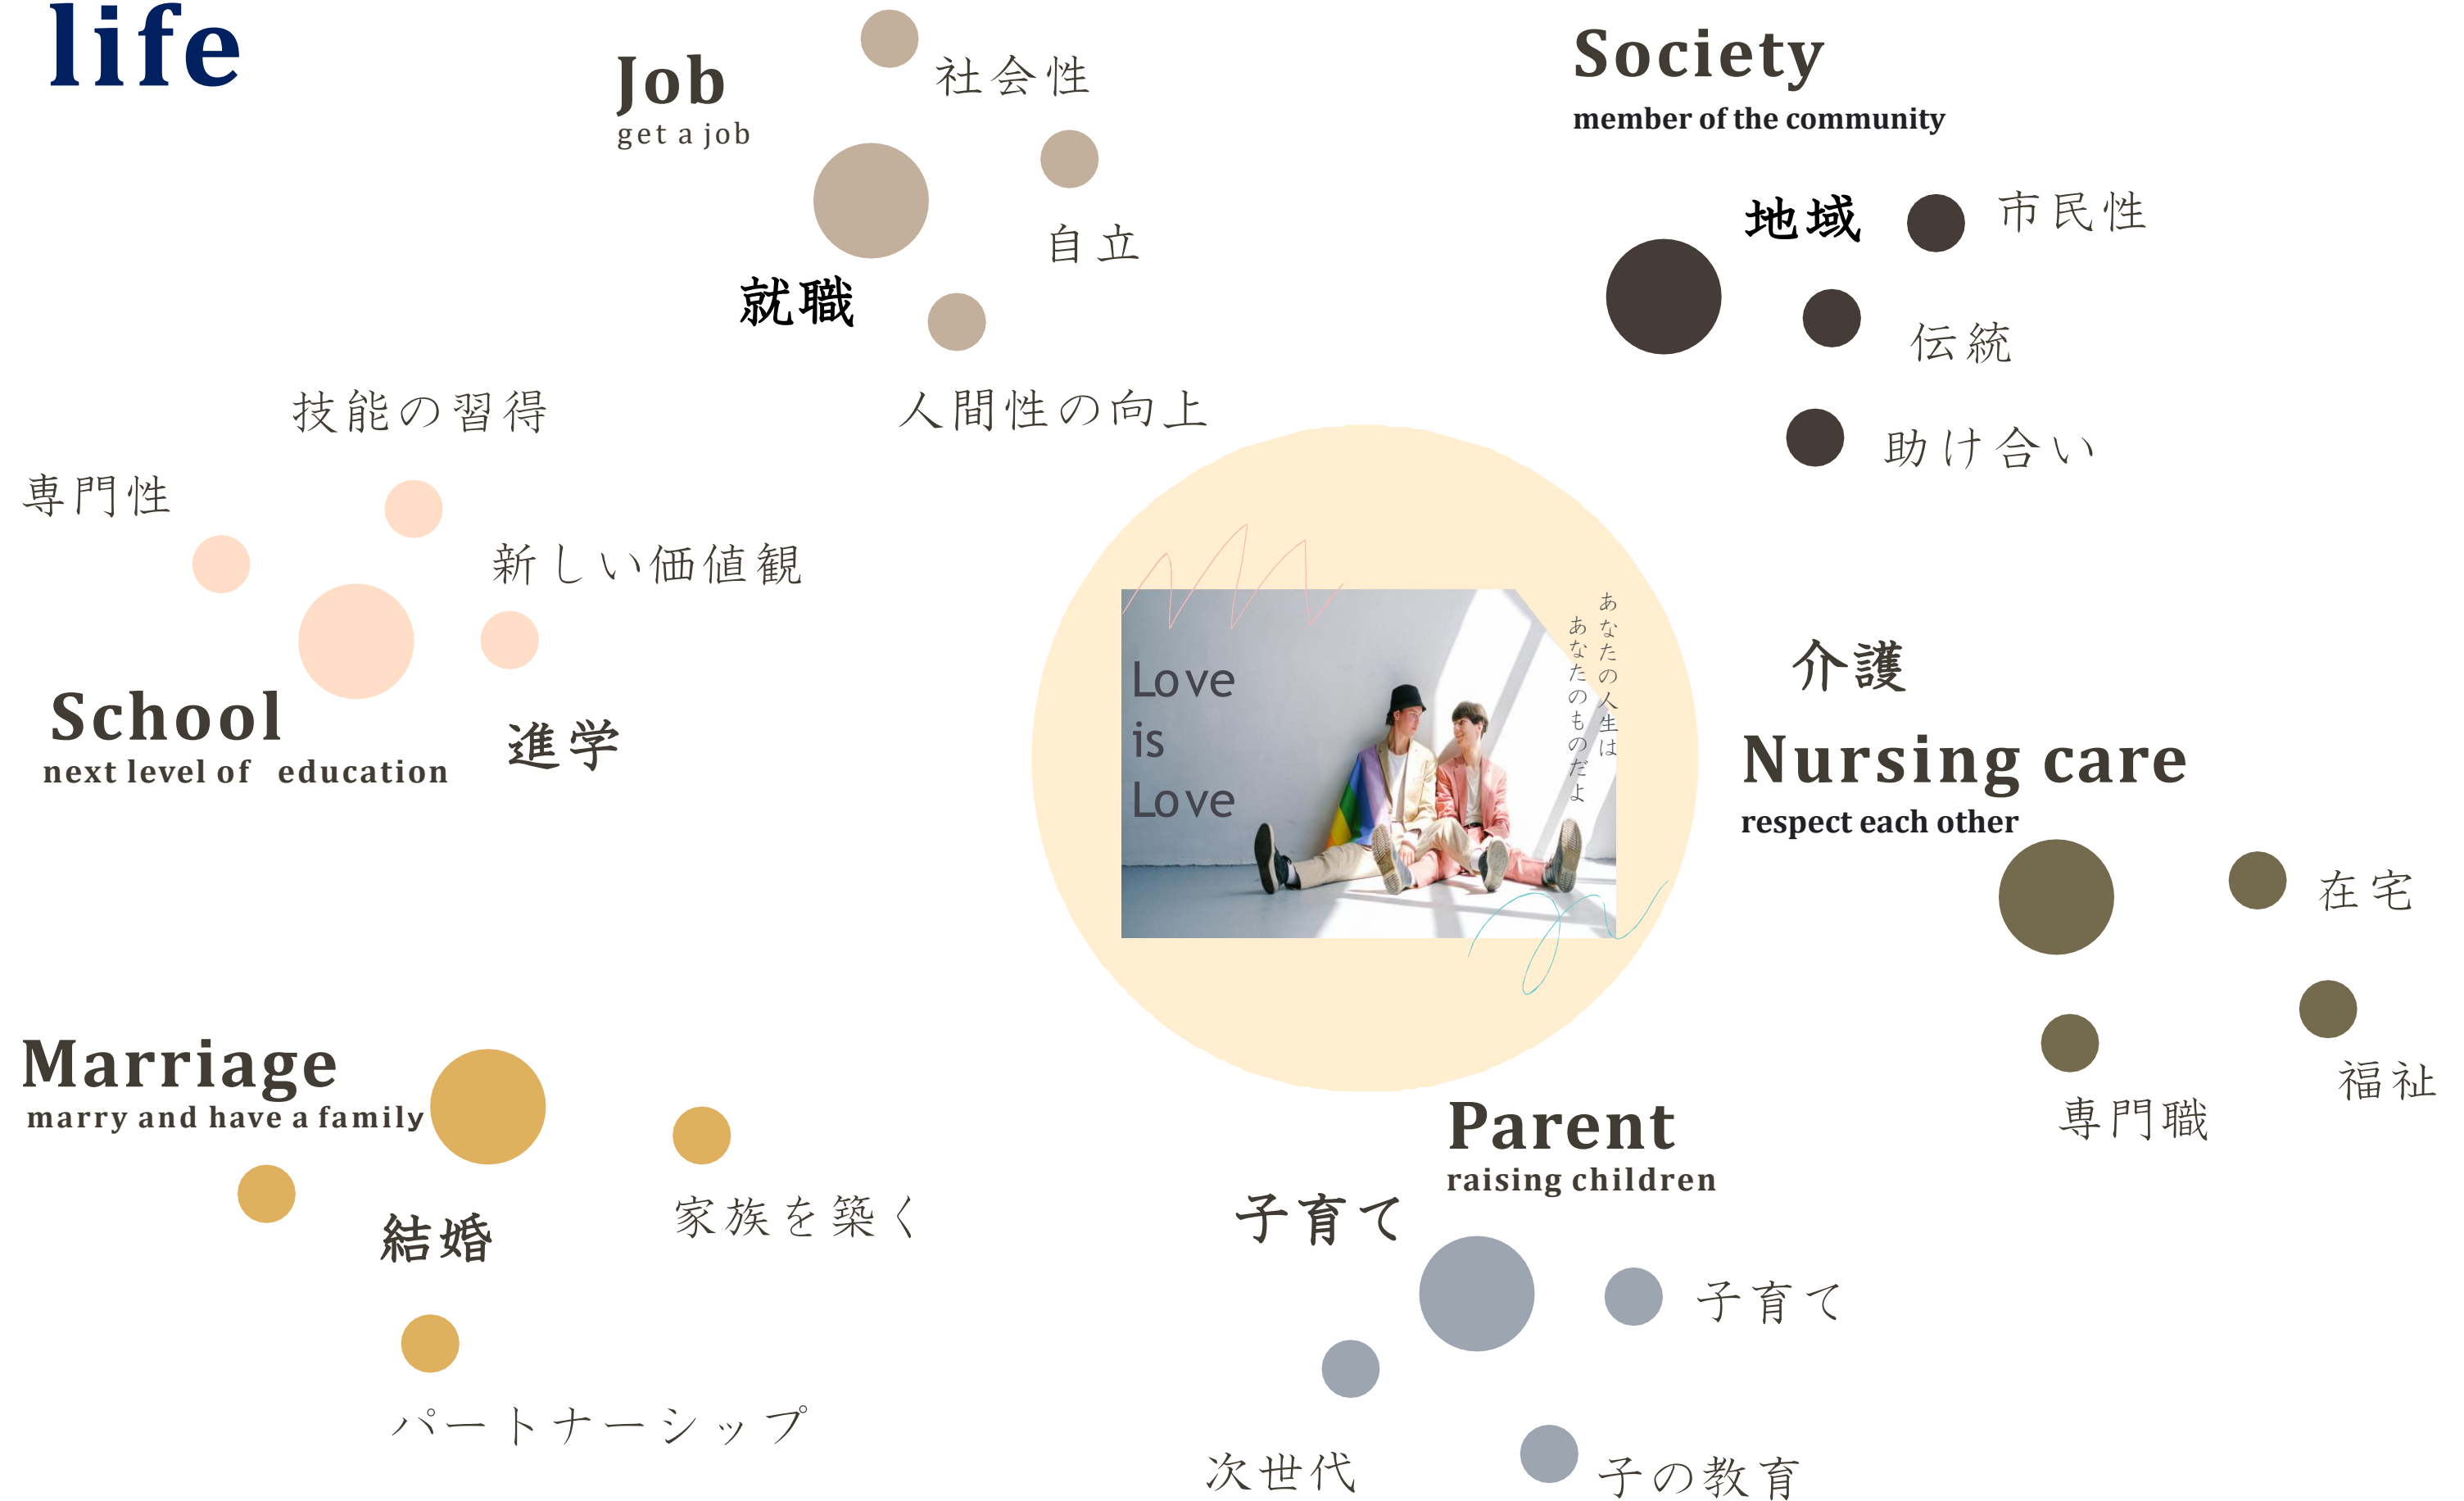 life
Job
get a job
社会性
自立
就職
人間性の向上
Society
member of the community
地域
市民性
伝統
助け合い
技能の習得
専門性
新しい価値観
School
next level of education
進学
Love
is
Love
あなたの人生は
あなたのものだよ
介護
Nursing care
respect each other
在宅
福祉
専門職
Marriage
marry and have a family
結婚
家族を築く
パートナーシップ
Parent
raising children
子育て
子育て
次世代
子の教育